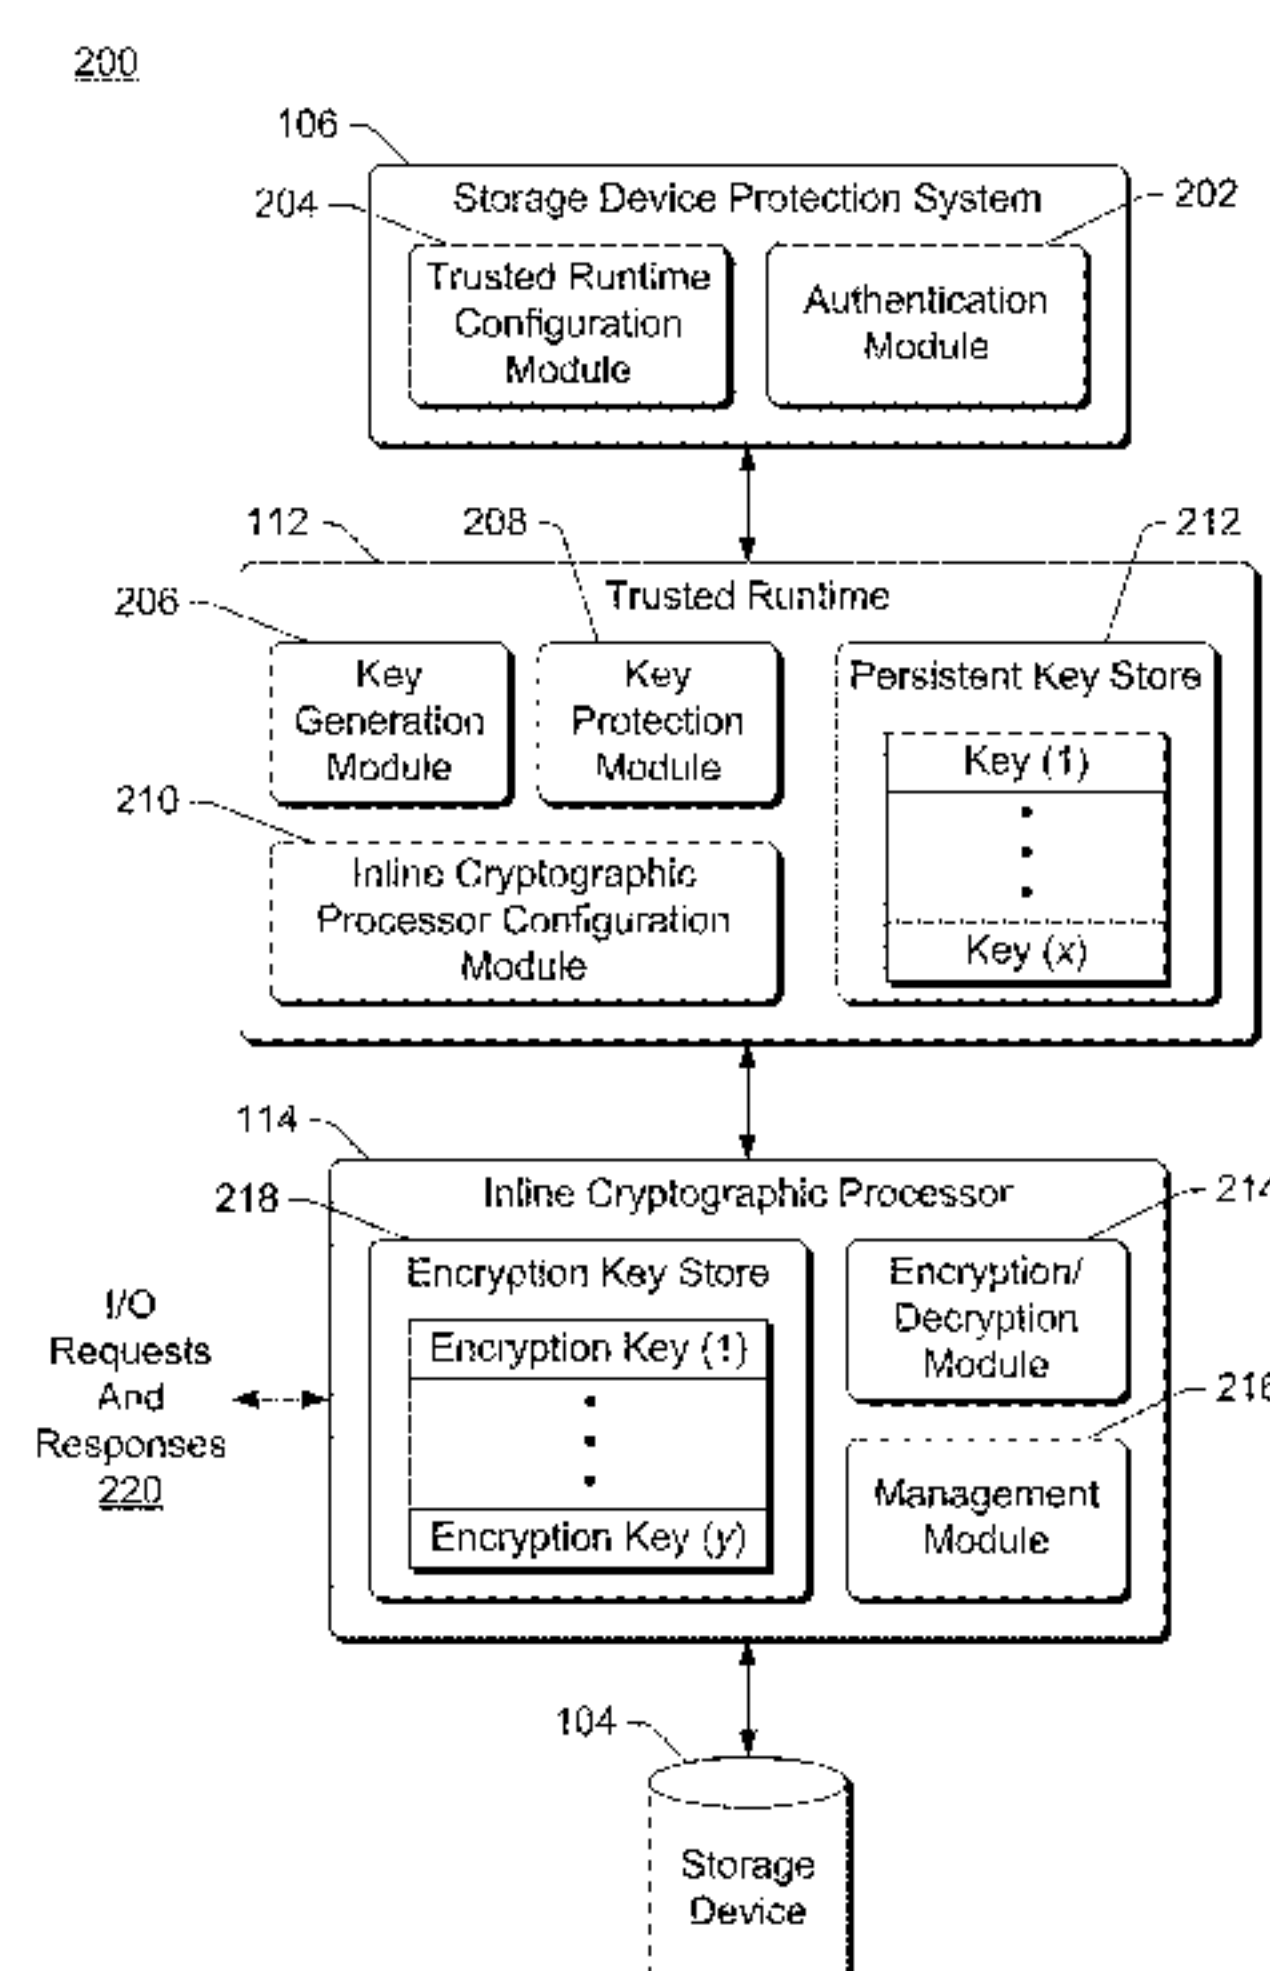 200
106
204
Storage Device Protection System
202
Trusted Runtime
Configuration
Module
Authentication
Module
112
208
212
206
Trusted Runtime
Key
Generation
Module
Key
Protection
Module
Persistent Key Store
Key (1)
Key (x)
210
Inline Cryptographic
Processor Configuration
Module
114
218
Inline Cryptographic Processor
214
Encryption Key Store
Encryption Key (1)
Encryption Key (y)
Encryption/
Decryption
Module
216
Management
Module
I/O
Requests
And
Responses
220
104
Storage
Device